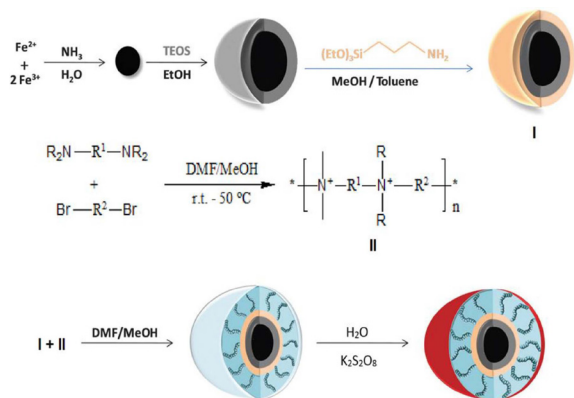 Fe²⁺
+
2 Fe³⁺
NH₃
H₂O
TEOS
EtOH
(EtO)₃Si NH₂
MeOH / Toluene
I
R₂N—R¹—NR₂
+
Br—R²—Br
DMF/MeOH
r.t. - 50 °C
* N⁺ R¹ N⁺ R² *
R
R
n
II
I + II
DMF/MeOH
H₂O
K₂S₂O₈